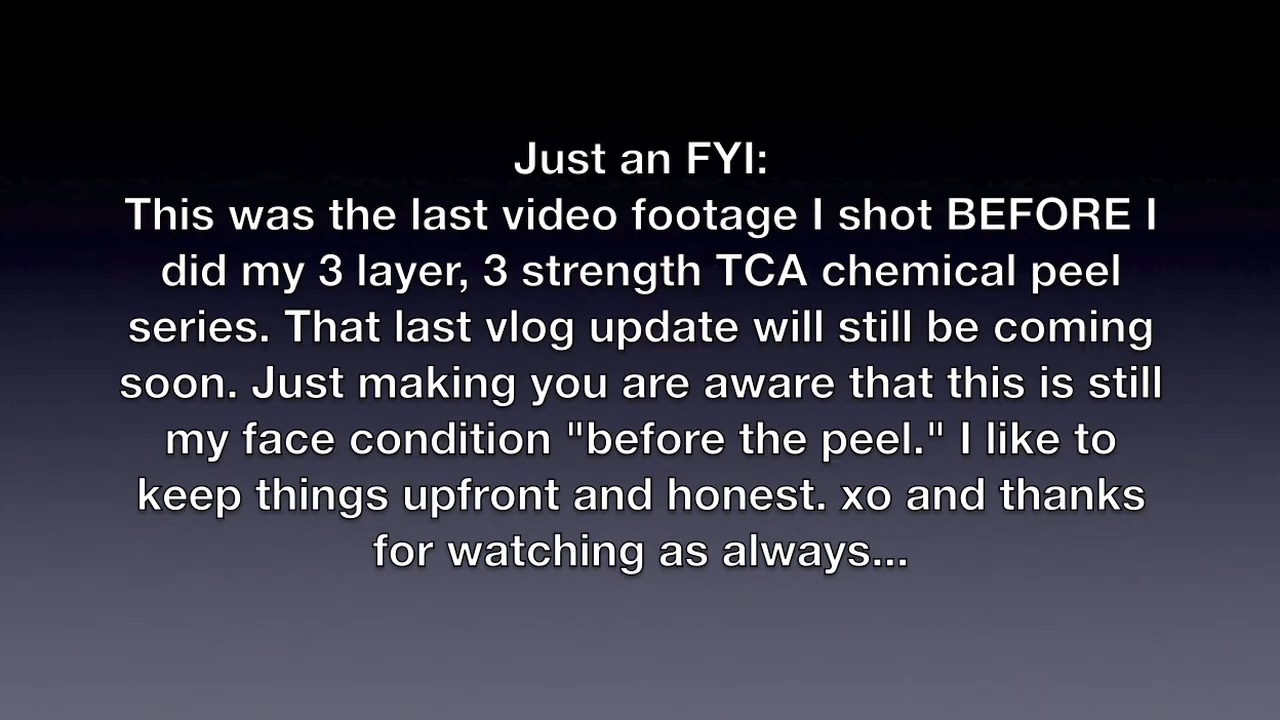 Just an FYI:
This was the last video footage I shot BEFORE I
did my 3 layer, 3 strength TCA chemical peel
series. That last vlog update will still be coming
soon. Just making you are aware that this is still
my face condition "before the peel." I like to
keep things upfront and honest. xo and thanks
for watching as always...